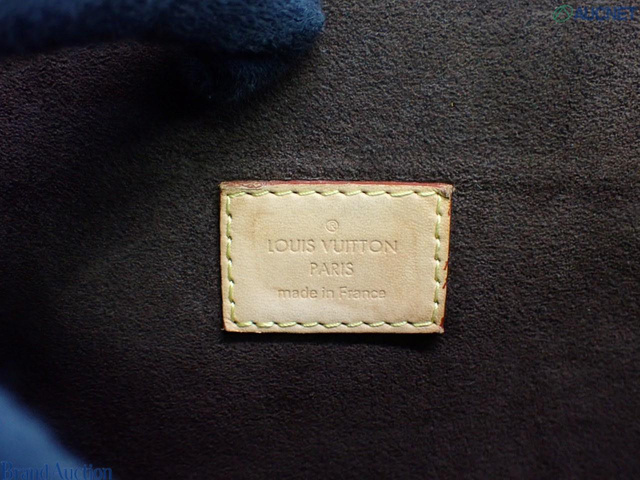 ®
LOUIS VUITTON
PARIS
made in France
Brand Auction